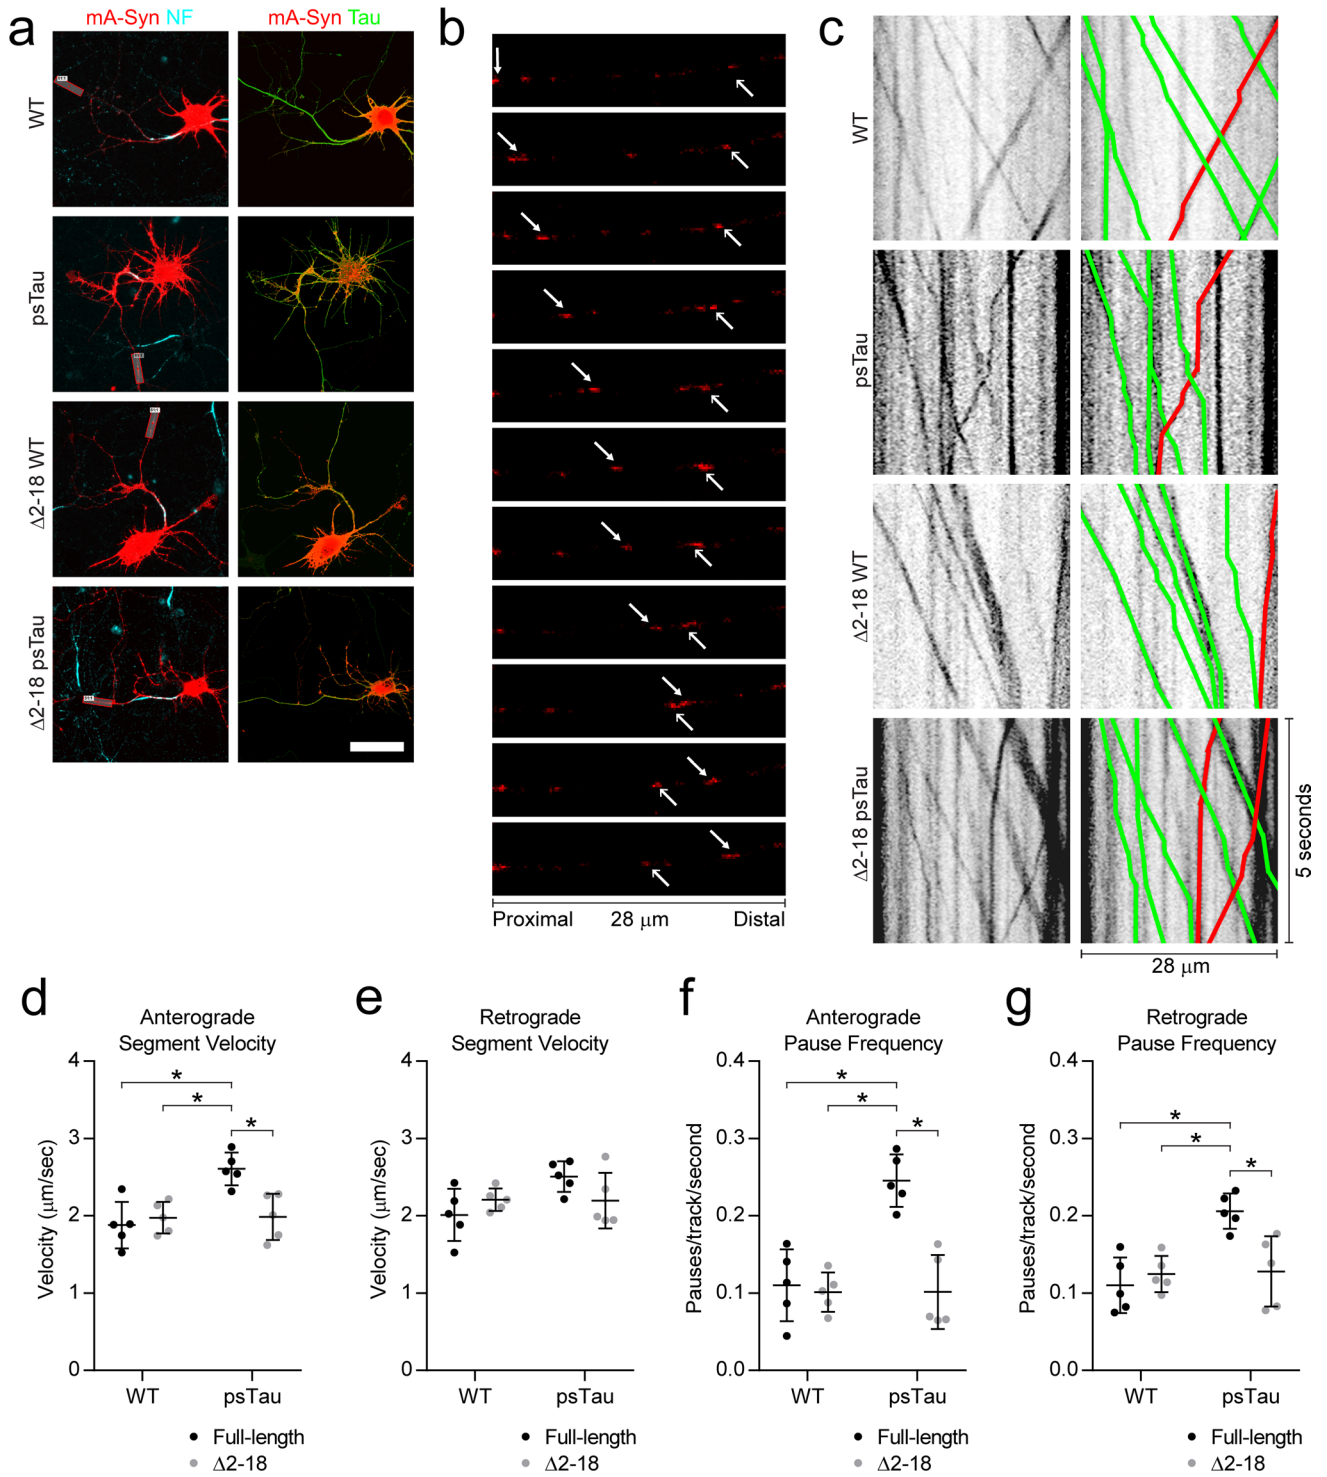 a
mA-Syn NF
mA-Syn Tau
WT
psTau
Δ2-18 WT
Δ2-18 psTau
b
Proximal 28 μm Distal
c
WT
psTau
Δ2-18 WT
Δ2-18 psTau
5 seconds
28 μm
d
Anterograde
Segment Velocity
Velocity (μm/sec)
4
3
2
1
0
*
*
*
WT psTau
Full-length
Δ2-18
e
Retrograde
Segment Velocity
Velocity (μm/sec)
4
3
2
1
0
WT psTau
Full-length
Δ2-18
f
Anterograde
Pause Frequency
Pauses/track/second
0.4
0.3
0.2
0.1
0.0
*
*
*
WT psTau
Full-length
Δ2-18
g
Retrograde
Pause Frequency
Pauses/track/second
0.4
0.3
0.2
0.1
0.0
*
*
*
WT psTau
Full-length
Δ2-18